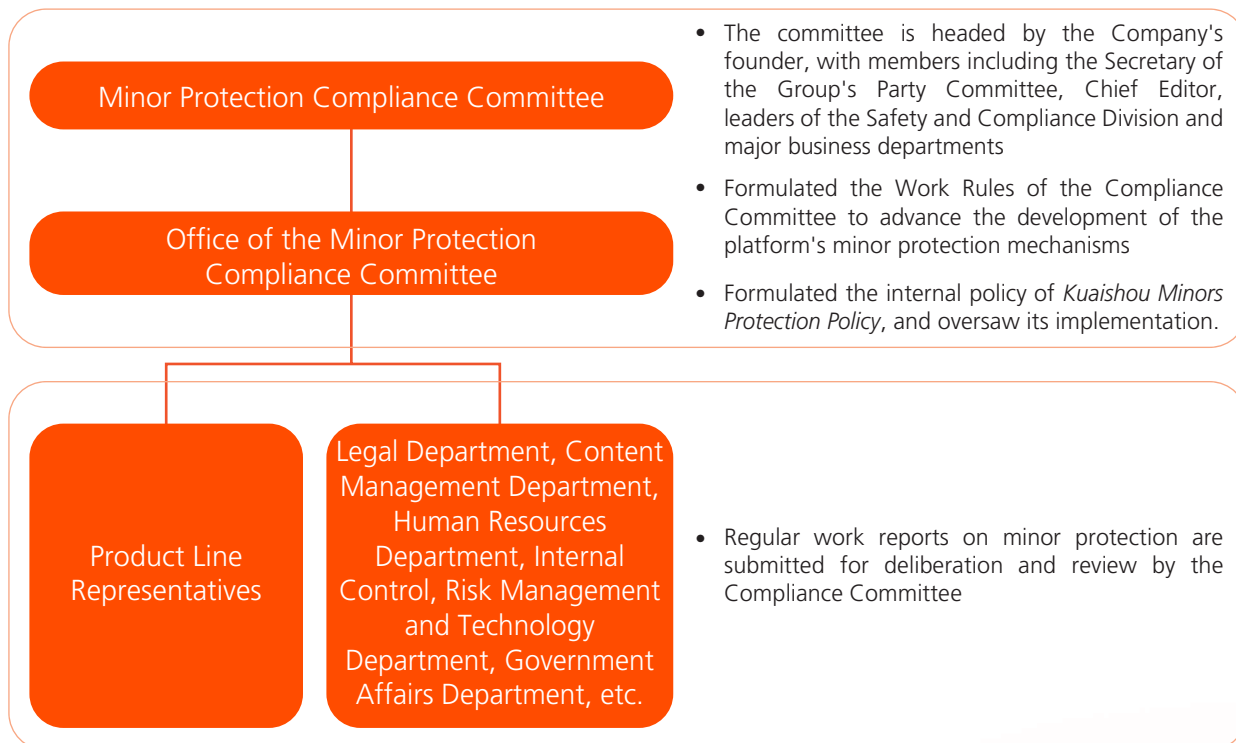 Minor Protection Compliance Committee
Office of the Minor Protection
Compliance Committee
• The committee is headed by the Company's
founder, with members including the Secretary of
the Group's Party Committee, Chief Editor,
leaders of the Safety and Compliance Division and
major business departments
• Formulated the Work Rules of the Compliance
Committee to advance the development of the
platform's minor protection mechanisms
• Formulated the internal policy of Kuaishou Minors
Protection Policy, and oversaw its implementation.
Product Line
Representatives
Legal Department, Content
Management Department,
Human Resources
Department, Internal
Control, Risk Management
and Technology
Department, Government
Affairs Department, etc.
• Regular work reports on minor protection are
submitted for deliberation and review by the
Compliance Committee